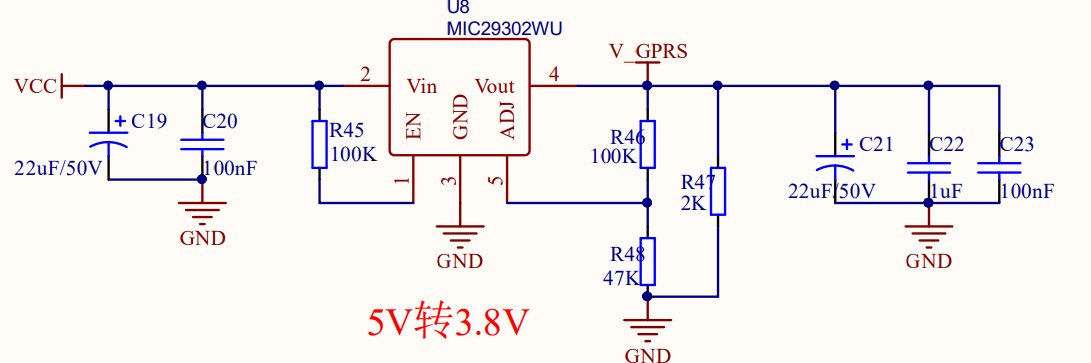 U8
MIC29302WU
V_GPRS
VCC
2
Vin
Vout
4
EN
GND
ADJ
1
3
5
C19
22uF/50V
C20
100nF
GND
R45
100K
GND
R46
100K
R47
2K
R48
47K
GND
C21
22uF/50V
C22
1uF
C23
100nF
GND
5V转3.8V